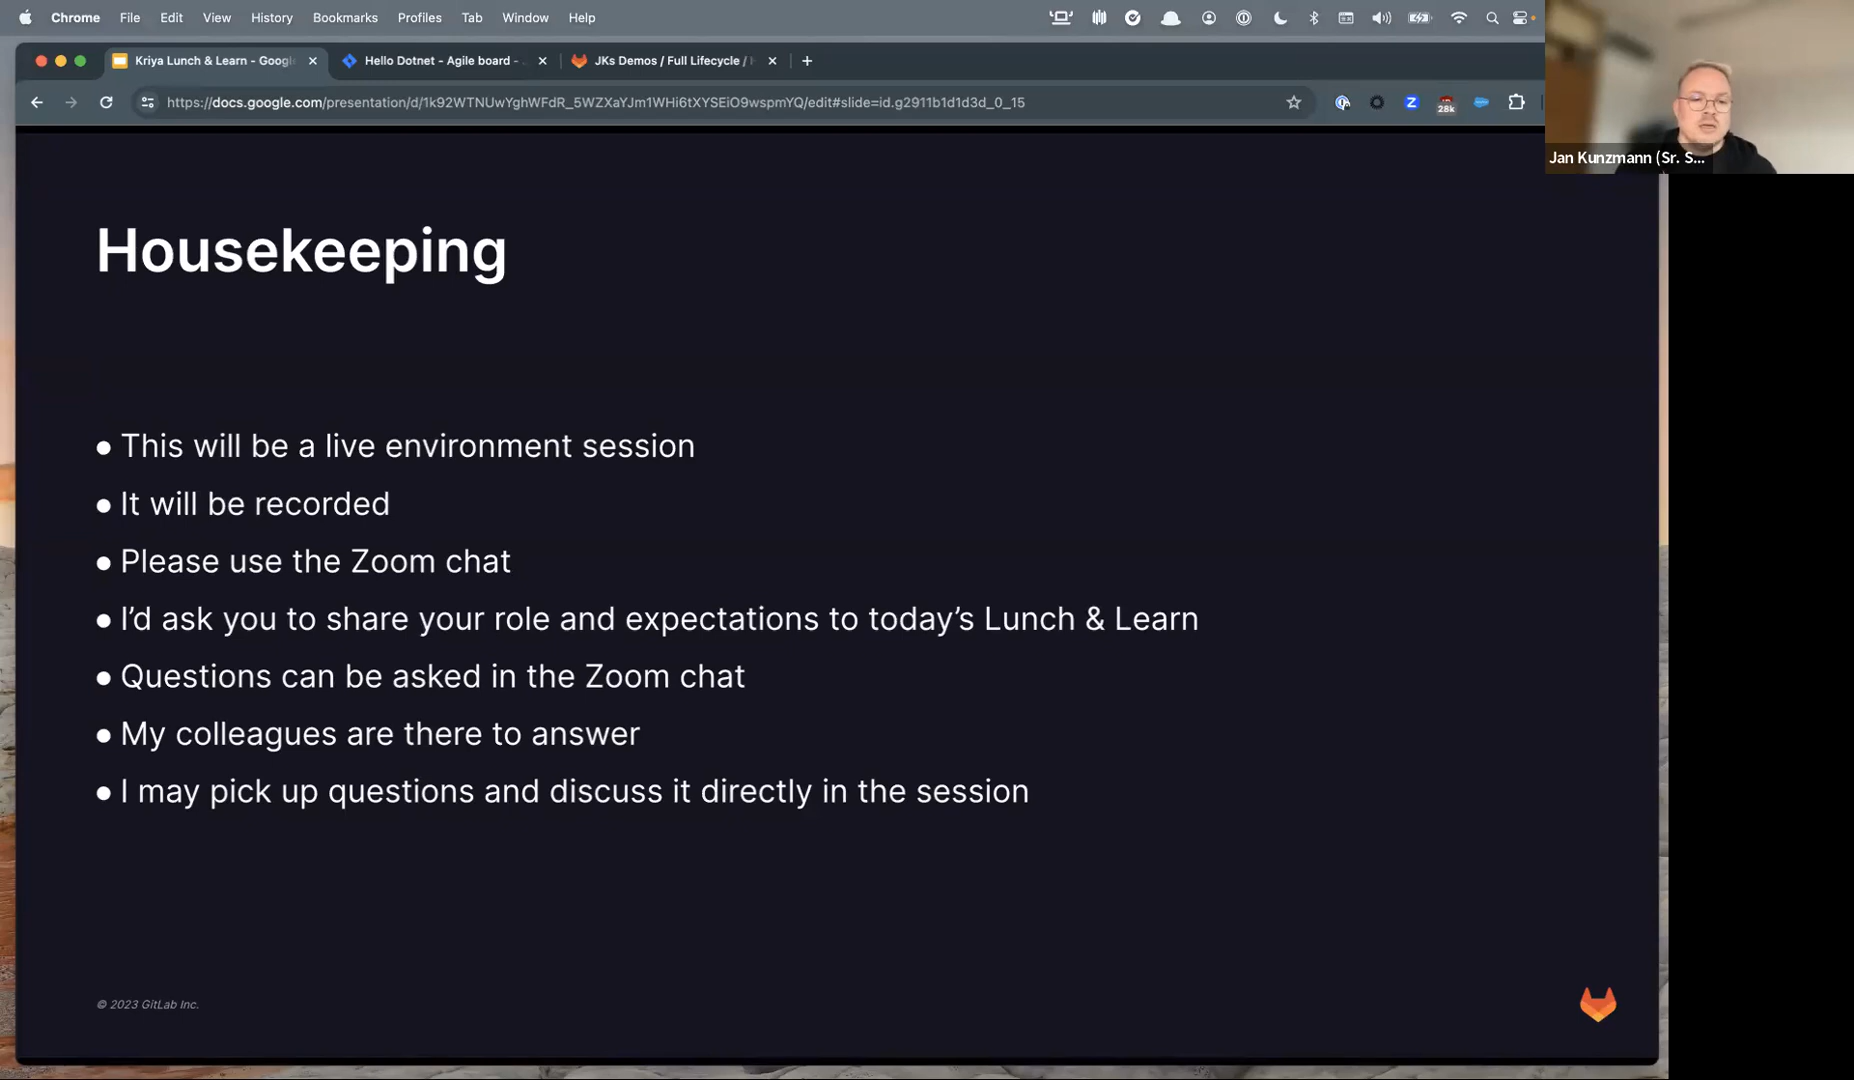 Chrome File Edit View History Bookmarks Profiles Tab Window Help
Kriya Lunch & Learn - Google
Hello Dotnet - Agile board -
JKs Demos / Full Lifecycle /
https://docs.google.com/presentation/d/1k92WTNUwYghWFdR_5WZXaYJm1WHi6tXYSEiO9wspmYQ/edit#slide=id.g2911b1d1d3d_0_15
28k
Jan Kunzmann (Sr. S...
Housekeeping
● This will be a live environment session
● It will be recorded
● Please use the Zoom chat
● I’d ask you to share your role and expectations to today’s Lunch & Learn
● Questions can be asked in the Zoom chat
● My colleagues are there to answer
● I may pick up questions and discuss it directly in the session
© 2023 GitLab Inc.